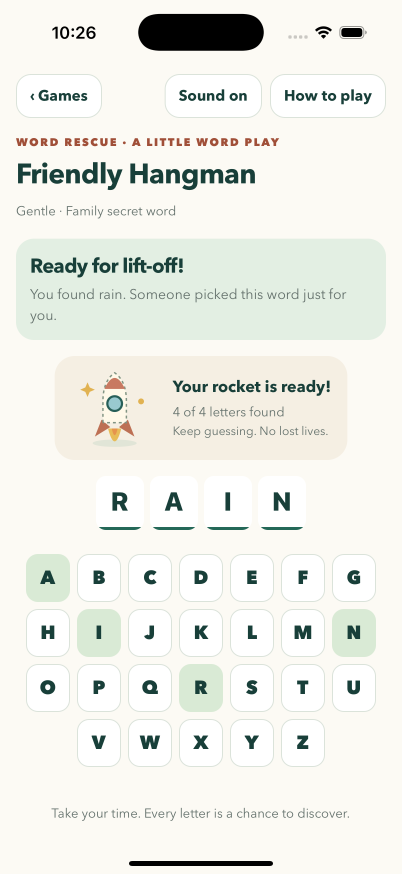 10:26
‹ Games
Sound on
How to play
WORD RESCUE · A LITTLE WORD PLAY
Friendly Hangman
Gentle · Family secret word
Ready for lift-off!
You found rain. Someone picked this word just for
you.
Your rocket is ready!
4 of 4 letters found
Keep guessing. No lost lives.
R A I N
A B C D E F G
H I J K L M N
O P Q R S T U
V W X Y Z
Take your time. Every letter is a chance to discover.